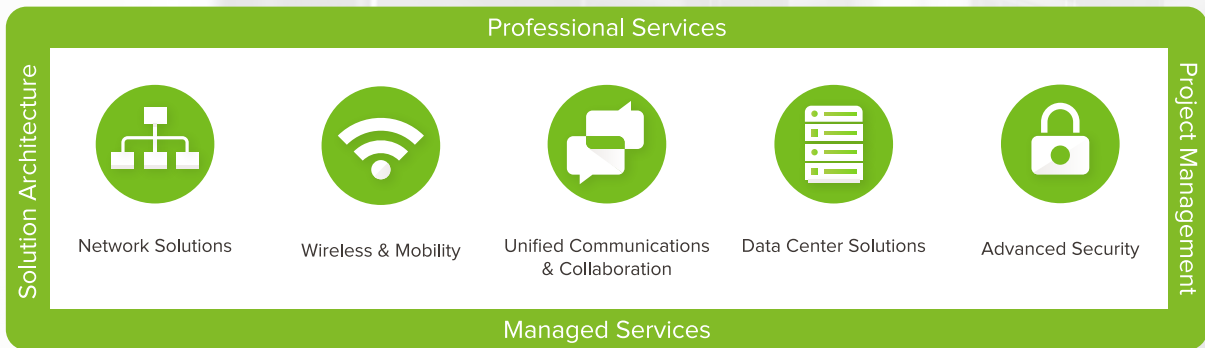 Professional Services
Solution Architecture
Project Management
Network Solutions
Wireless & Mobility
Unified Communications
& Collaboration
Data Center Solutions
Advanced Security
Managed Services